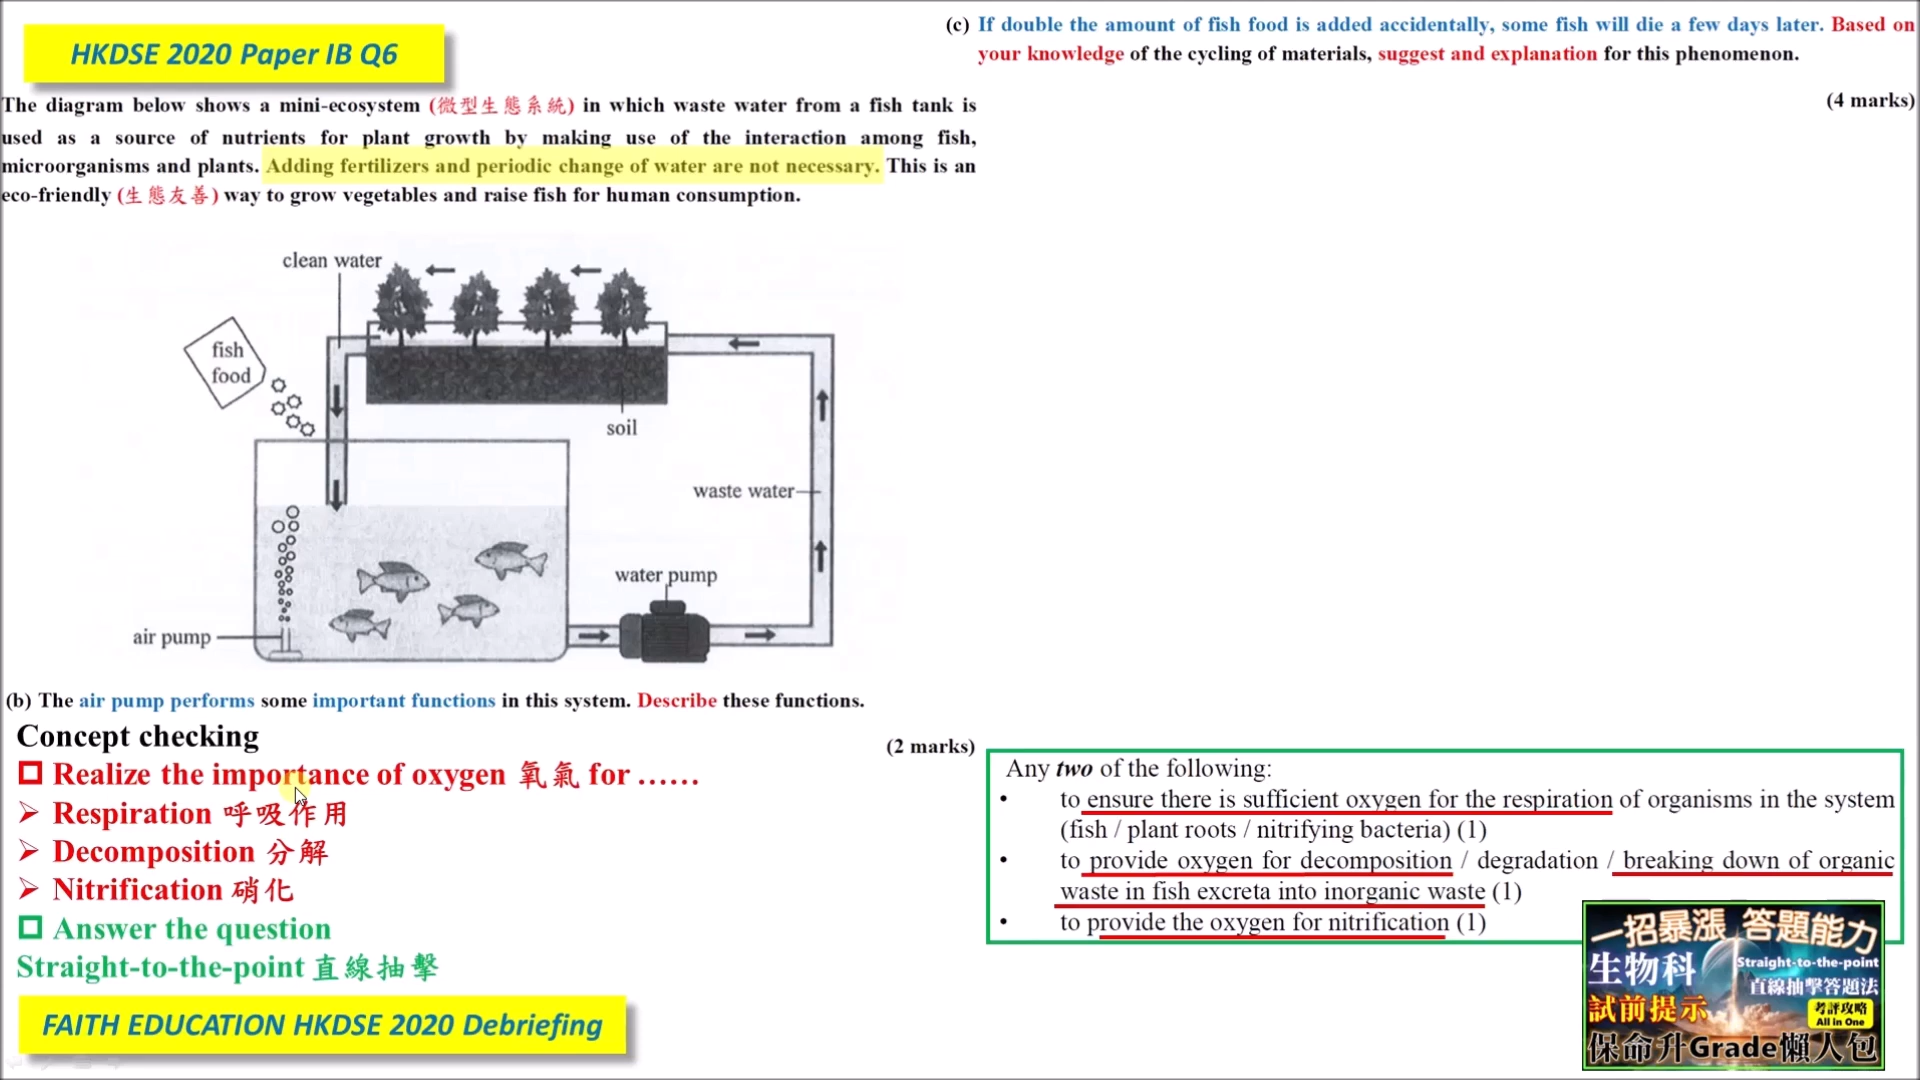 HKDSE 2020 Paper IB Q6
The diagram below shows a mini-ecosystem (微型生態系統) in which waste water from a fish tank is
used as a source of nutrients for plant growth by making use of the interaction among fish,
microorganisms and plants. Adding fertilizers and periodic change of water are not necessary. This is an
eco-friendly (生態友善) way to grow vegetables and raise fish for human consumption.
clean water
fish
food
soil
waste water
water pump
air pump
(b) The air pump performs some important functions in this system. Describe these functions.
(2 marks)
Concept checking
Realize the importance of oxygen 氧氣 for ……
Respiration 呼吸作用
Decomposition 分解
Nitrification 硝化
Answer the question
Straight-to-the-point 直線抽擊
FAITH EDUCATION HKDSE 2020 Debriefing
(c) If double the amount of fish food is added accidentally, some fish will die a few days later. Based on
your knowledge of the cycling of materials, suggest and explanation for this phenomenon.
(4 marks)
Any two of the following:
• to ensure there is sufficient oxygen for the respiration of organisms in the system
(fish / plant roots / nitrifying bacteria) (1)
• to provide oxygen for decomposition / degradation / breaking down of organic
waste in fish excreta into inorganic waste (1)
• to provide the oxygen for nitrification (1)
一招暴漲 答題能力
生物科 Straight-to-the-point
直線抽擊答題法
試前提示 考評攻略
All in One
保命升Grade懶人包